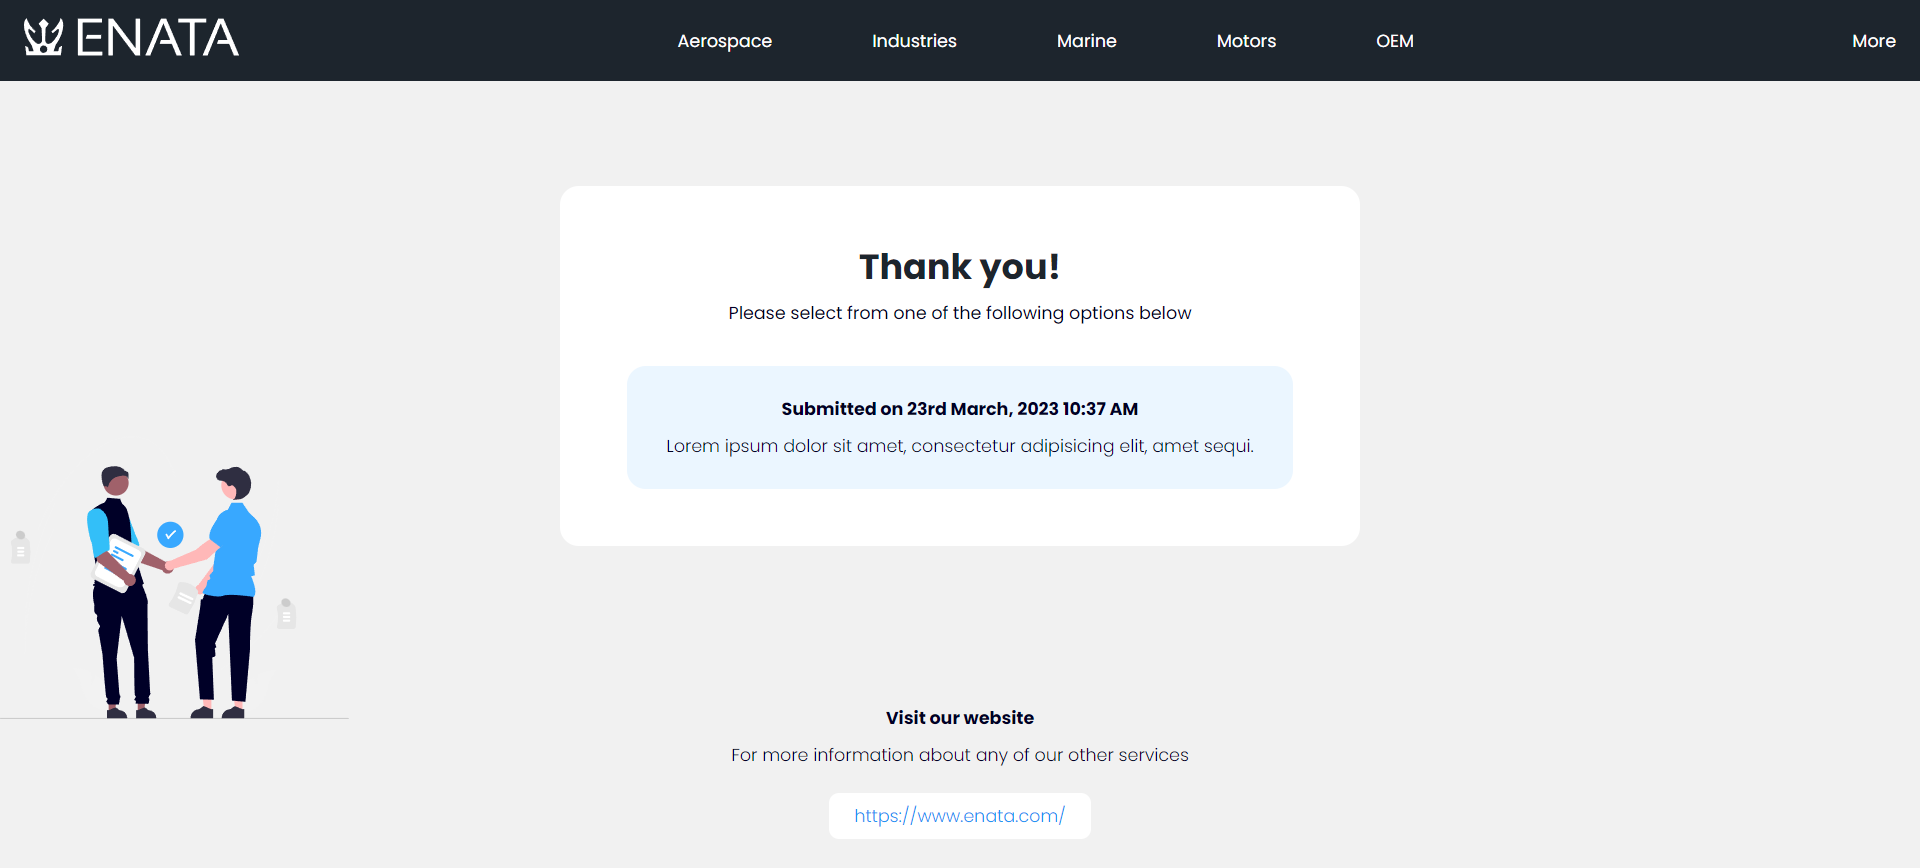 ENATA
Aerospace
Industries
Marine
Motors
OEM
More
Thank you!
Please select from one of the following options below
Submitted on 23rd March, 2023 10:37 AM
Lorem ipsum dolor sit amet, consectetur adipisicing elit, amet sequi.
Visit our website
For more information about any of our other services
https://www.enata.com/